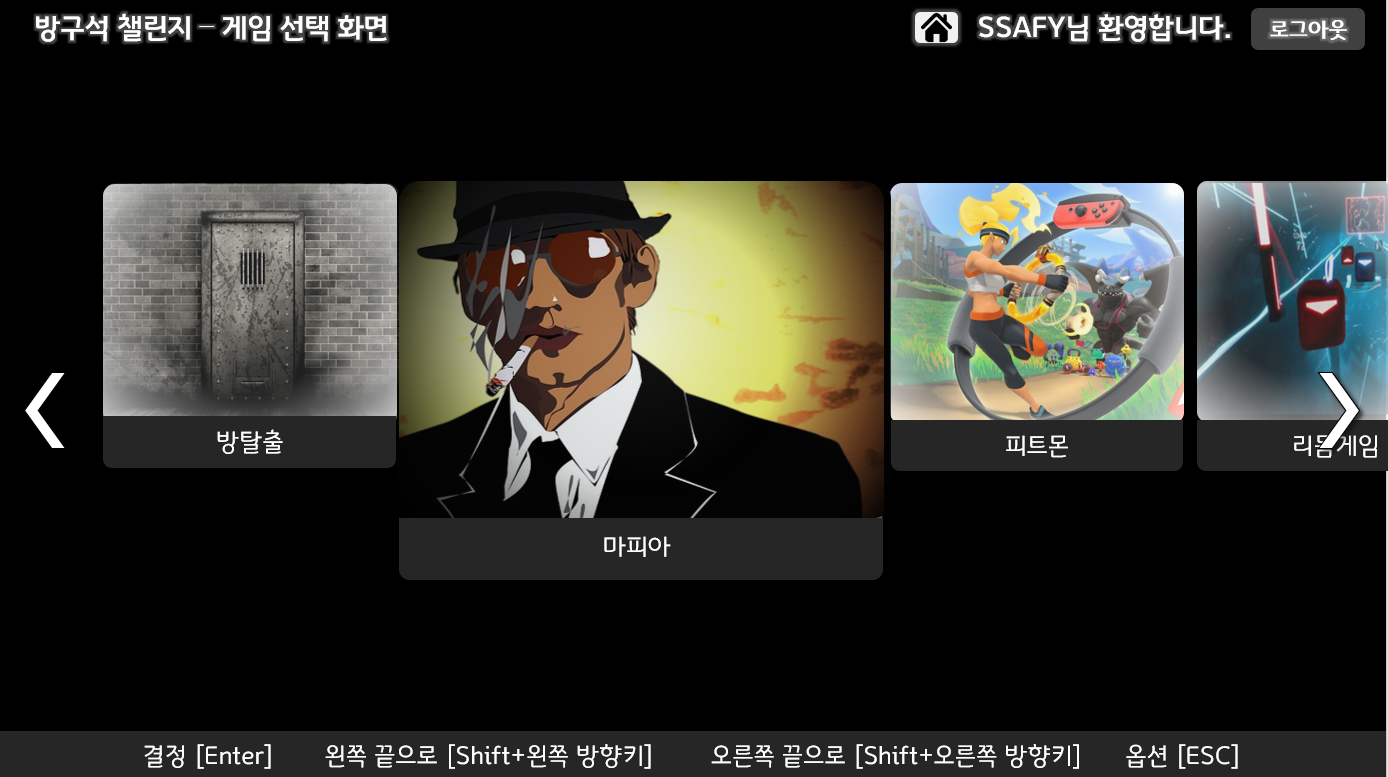 방구석 챌린지 – 게임 선택 화면
SSAFY님 환영합니다.
로그아웃
방탈출
마피아
피트몬
리듬게임
결정 [Enter]
왼쪽 끝으로 [Shift+왼쪽 방향키]
오른쪽 끝으로 [Shift+오른쪽 방향키]
옵션 [ESC]